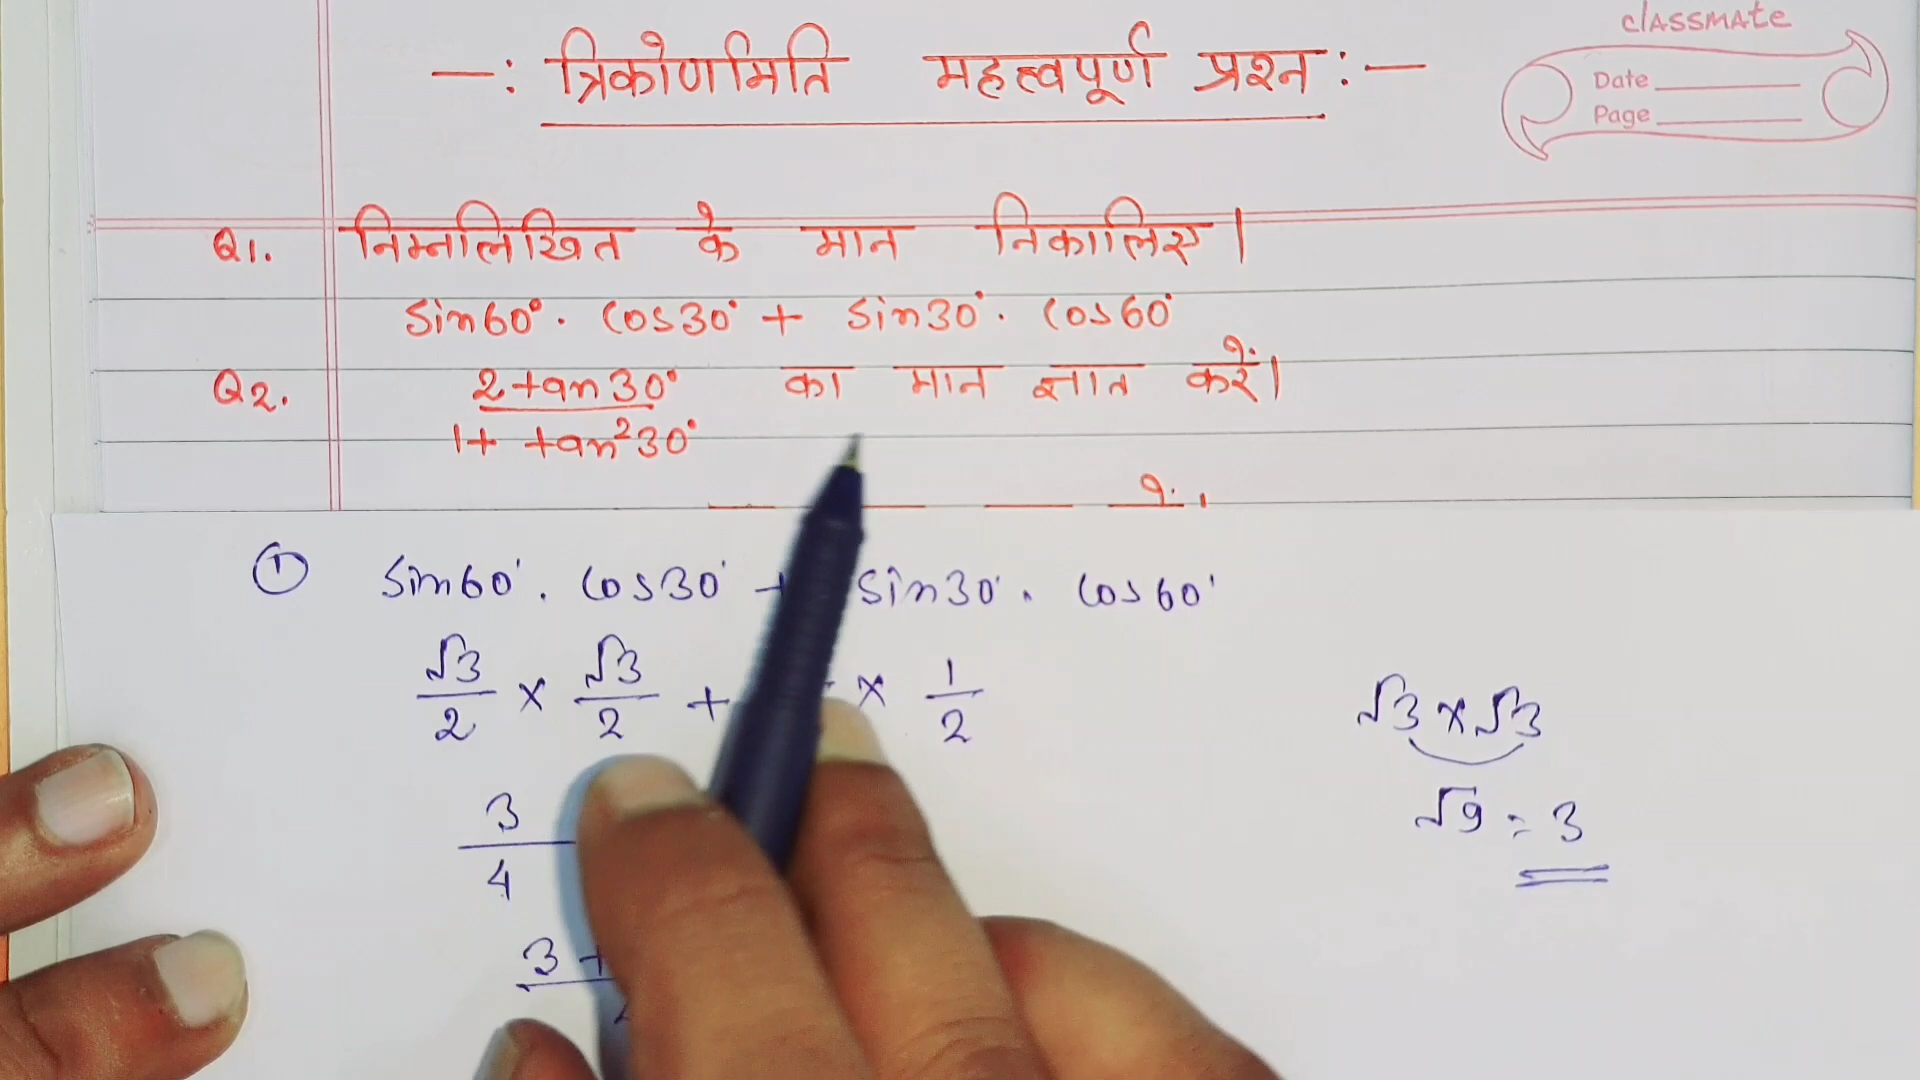 classmate
Date
Page
—: त्रिकोणमिति महत्वपूर्ण प्रश्न :—
Q1. निम्नलिखित के मान निकालिए।
sin60°. cos30° + sin30°. cos60°
Q2. 2tan30° का मान ज्ञात करें।
1+ tan²30°
① sin60°. cos30° + sin30°. cos60°
√3/2 × √3/2 + × 1/2
√3×√3
3/4
√9 = 3
3+